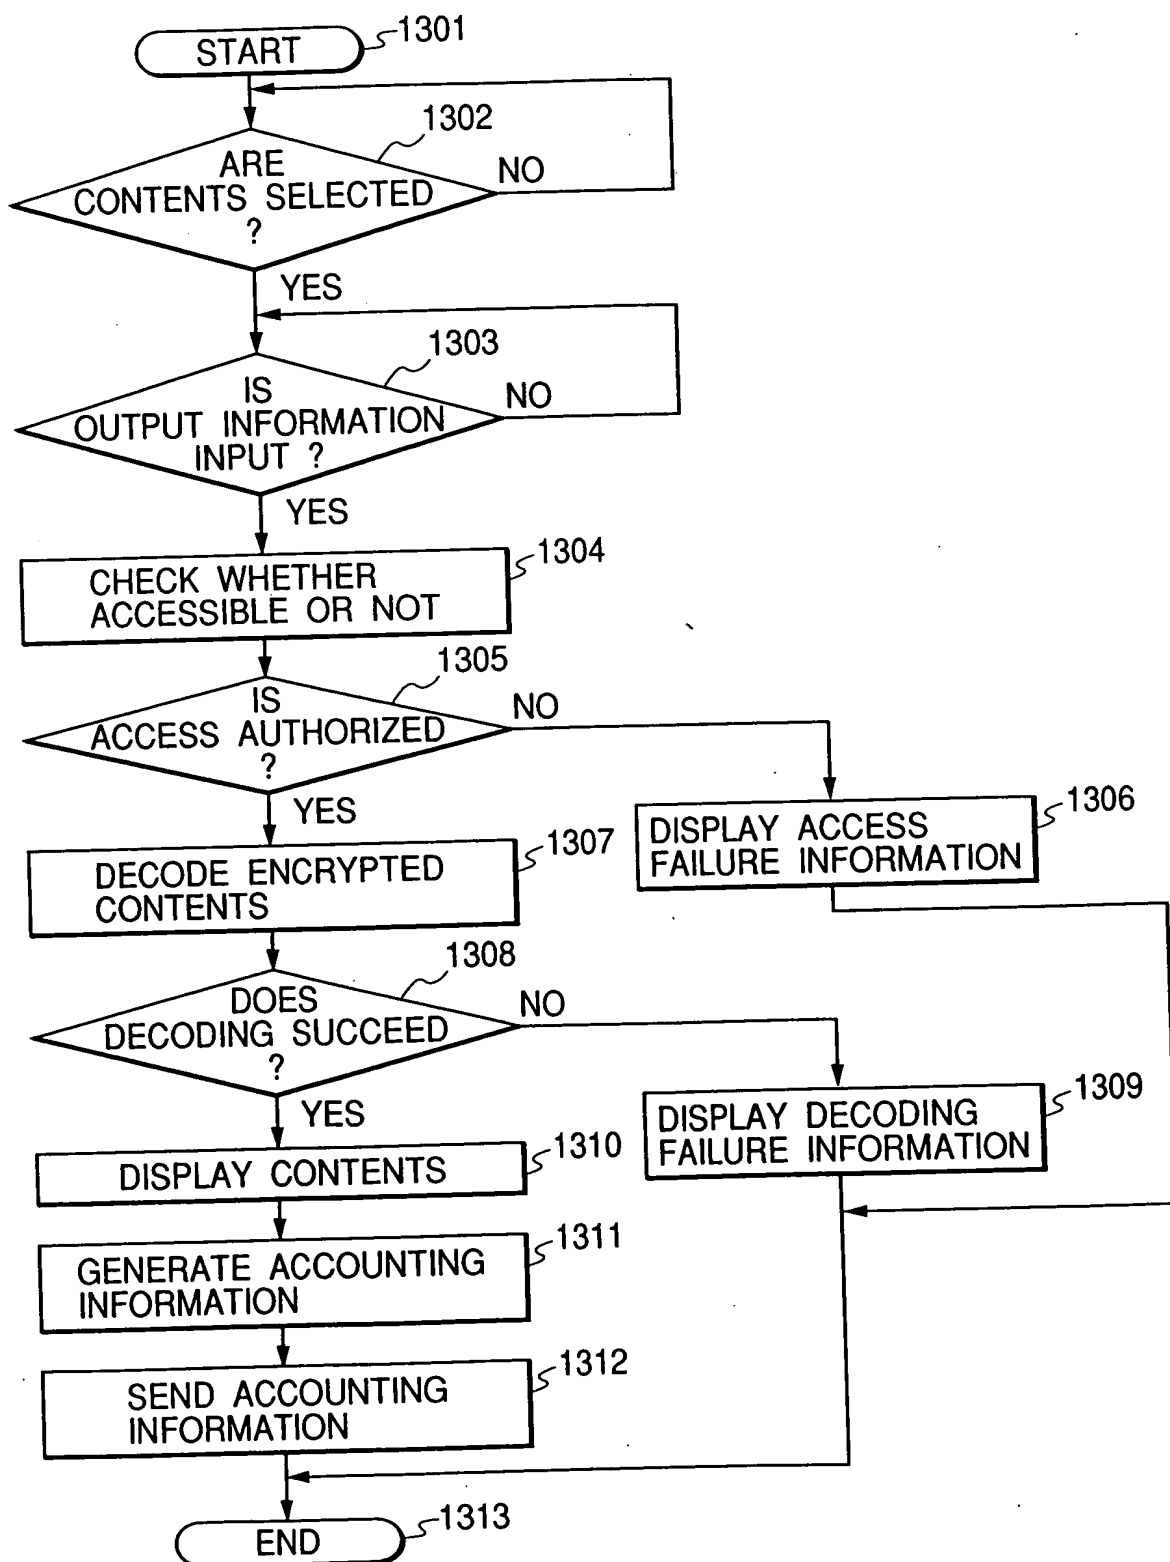 START
1301
1302
ARE
CONTENTS SELECTED
?
NO
YES
1303
IS
OUTPUT INFORMATION
INPUT ?
NO
YES
1304
CHECK WHETHER
ACCESSIBLE OR NOT
1305
IS
ACCESS AUTHORIZED
?
NO
YES
1306
DISPLAY ACCESS
FAILURE INFORMATION
1307
DECODE ENCRYPTED
CONTENTS
1308
DOES
DECODING SUCCEED
?
NO
YES
1309
DISPLAY DECODING
FAILURE INFORMATION
1310
DISPLAY CONTENTS
1311
GENERATE ACCOUNTING
INFORMATION
1312
SEND ACCOUNTING
INFORMATION
END
1313